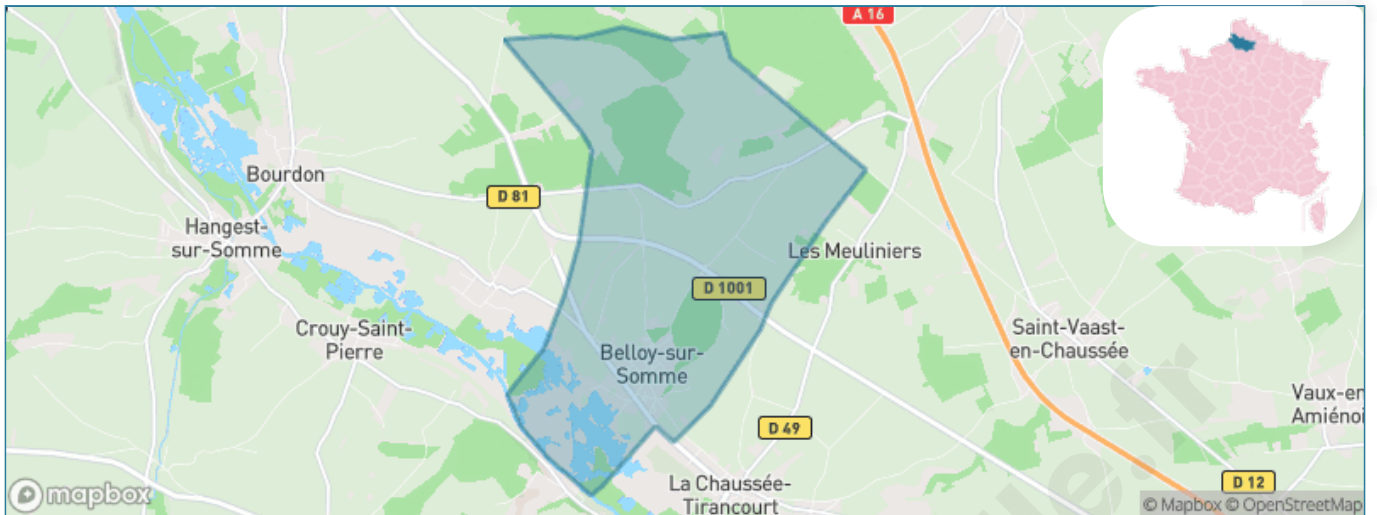 A 16
Bourdon
D 81
Hangest-
sur-Somme
Les Meuliniers
D 1001
Crouy-Saint-
Pierre
Saint-Vaast-
en-Chaussée
Belloy-sur-
Somme
Vaux-en
Amiéno
D 49
La Chaussée-
Tirancourt
D 12
mapbox
© Mapbox © OpenStreetMap